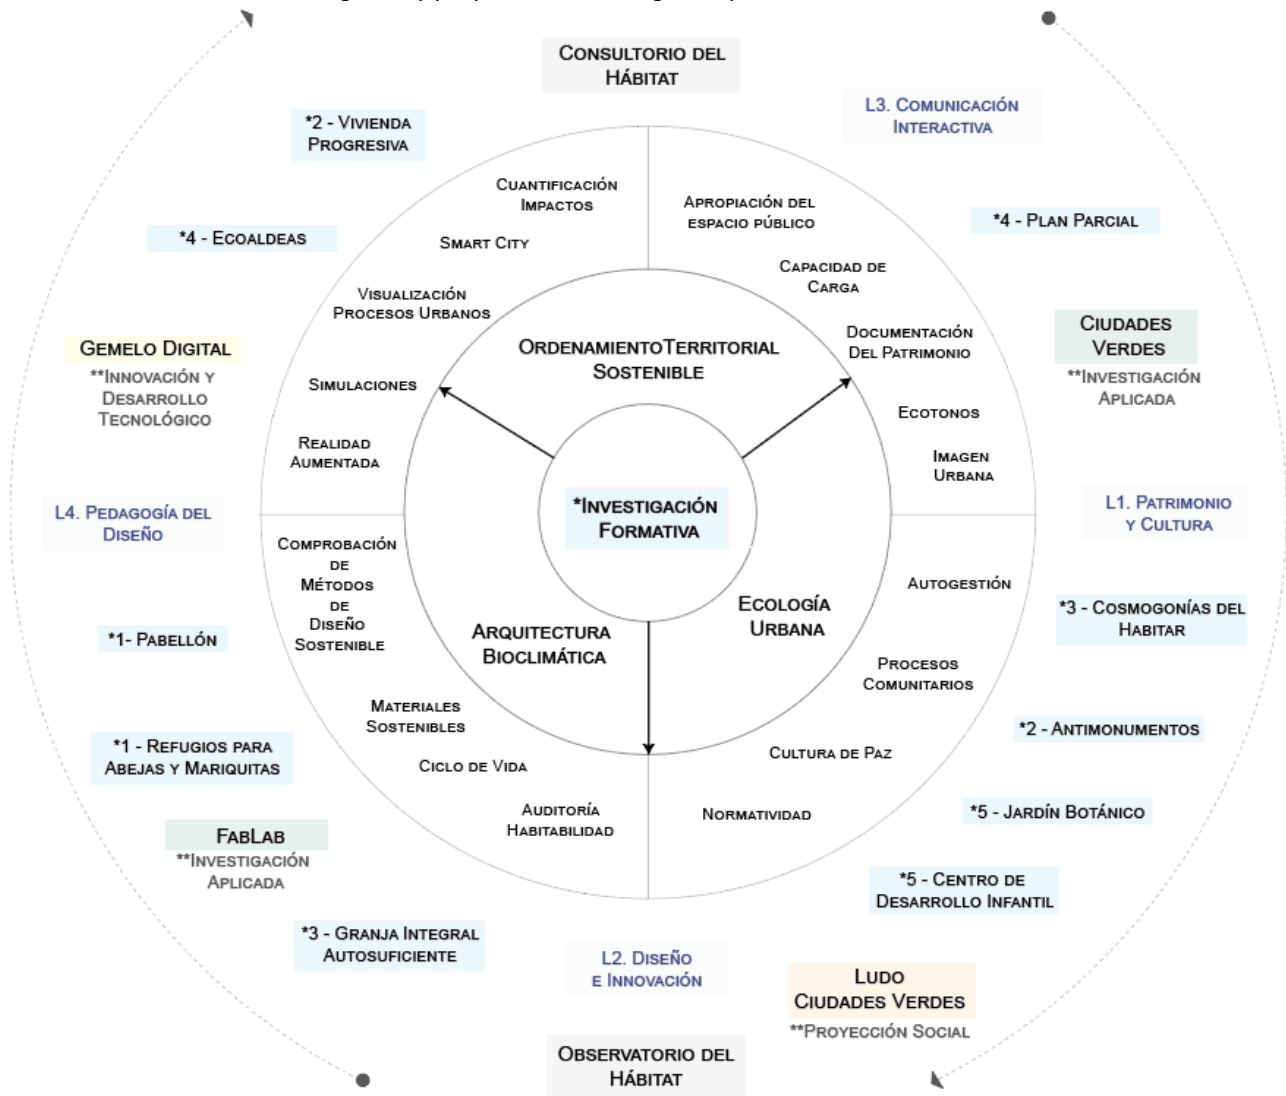 CONSULTORIO DEL
HÁBITAT
L3. COMUNICACIÓN
INTERACTIVA
*2 - VIVIENDA
PROGRESIVA
CUANTIFICACIÓN
IMPACTOS
APROPIACIÓN DEL
ESPACIO PÚBLICO
*4 - PLAN PARCIAL
*4 - ECOALDEAS
SMART CITY
CAPACIDAD DE
CARGA
VISUALIZACIÓN
PROCESOS URBANOS
DOCUMENTACIÓN
DEL PATRIMONIO
CIUDADES
VERDES
**INVESTIGACIÓN
APLICADA
GEMELO DIGITAL
**INNOVACIÓN Y
DESARROLLO
TECNOLÓGICO
ORDENAMIENTOTERRITORIAL
SOSTENIBLE
SIMULACIONES
ECOTONOS
REALIDAD
AUMENTADA
IMAGEN
URBANA
L4. PEDAGOGÍA DEL
DISEÑO
*INVESTIGACIÓN
FORMATIVA
L1. PATRIMONIO
Y CULTURA
COMPROBACIÓN
DE
MÉTODOS
DE
DISEÑO
SOSTENIBLE
AUTOGESTIÓN
ECOLOGÍA
URBANA
*3 - COSMOGONÍAS DEL
HABITAR
*1- PABELLÓN
ARQUITECTURA
BIOCLIMÁTICA
PROCESOS
COMUNITARIOS
MATERIALES
SOSTENIBLES
*2 - ANTIMONUMENTOS
*1 - REFUGIOS PARA
ABEJAS Y MARIQUITAS
CICLO DE VIDA
CULTURA DE PAZ
AUDITORÍA
HABITABILIDAD
NORMATIVIDAD
*5 - JARDÍN BOTÁNICO
FABLAB
**INVESTIGACIÓN
APLICADA
*5 - CENTRO DE
DESARROLLO INFANTIL
*3 - GRANJA INTEGRAL
AUTOSUFICIENTE
L2. DISEÑO
E INNOVACIÓN
LUDO
CIUDADES VERDES
**PROYECCIÓN SOCIAL
OBSERVATORIO DEL
HÁBITAT